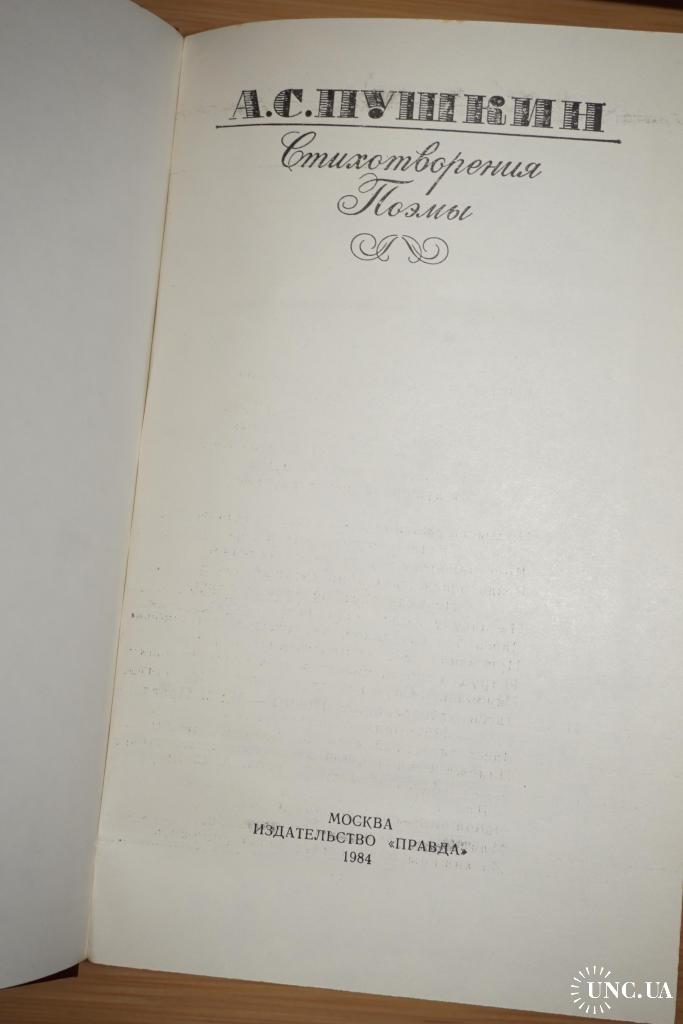 А.С.ПУШКИН
Стихотворения
Поэмы
МОСКВА
ИЗДАТЕЛЬСТВО «ПРАВДА»
1984
UNC.UA